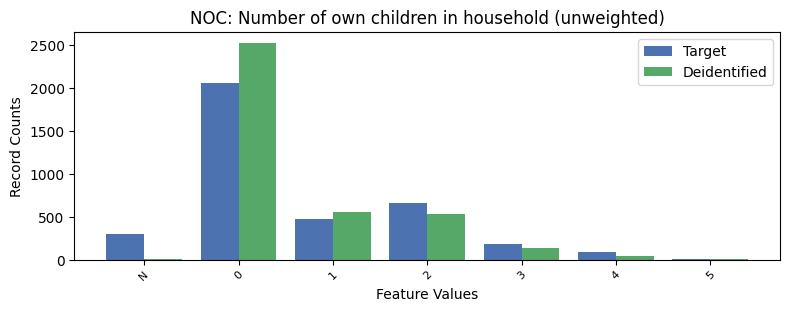 NOC: Number of own children in household (unweighted)
Target
Deidentified
Record Counts
2500
2000
1500
1000
500
0
N 0 1 2 3 4 5
Feature Values